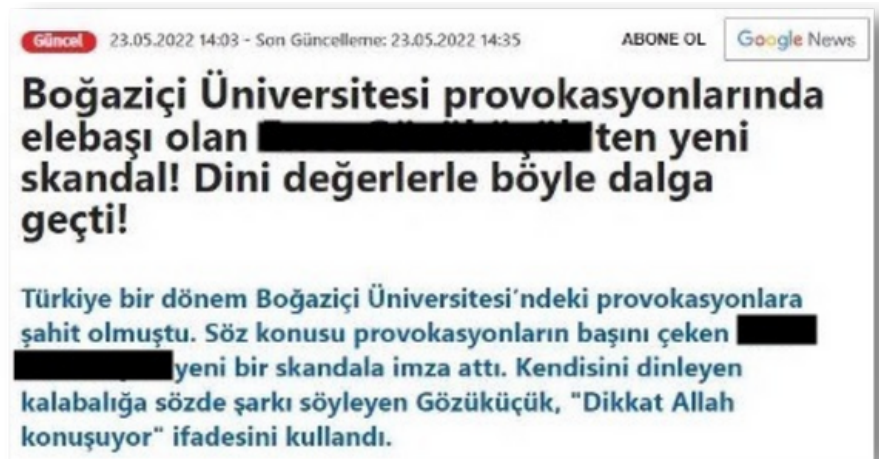 Güncel 23.05.2022 14:03 - Son Güncelleme: 23.05.2022 14:35 ABONE OL Google News
Boğaziçi Üniversitesi provokasyonlarında
elebaşı olan ten yeni
skandal! Dini değerlerle böyle dalga
geçti!
Türkiye bir dönem Boğaziçi Üniversitesi´ndeki provokasyonlara
şahit olmuştu. Söz konusu provokasyonların başını çeken
yeni bir skandala imza attı. Kendisini dinleyen
kalabalığa sözde şarkı söyleyen Gözüküçük, "Dikkat Allah
konuşuyor" ifadesini kullandı.